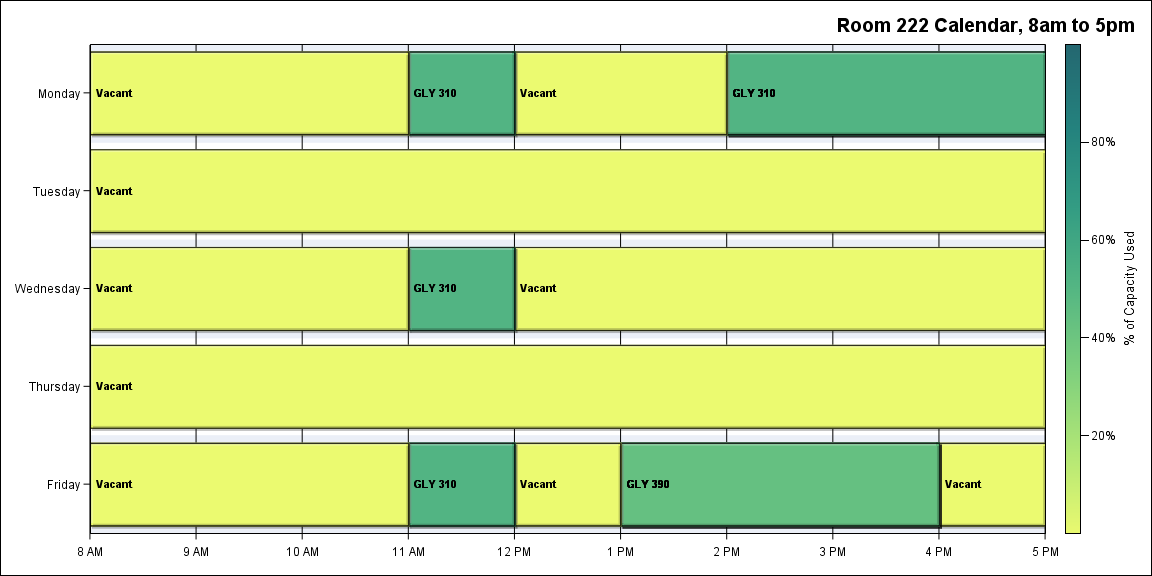 Room 222 Calendar, 8am to 5pm
Monday
Vacant
GLY 310
Vacant
GLY 310
Tuesday
Vacant
Wednesday
Vacant
GLY 310
Vacant
Thursday
Vacant
Friday
Vacant
GLY 310
Vacant
GLY 390
Vacant
8 AM 9 AM 10 AM 11 AM 12 PM 1 PM 2 PM 3 PM 4 PM 5 PM
80%
60%
40%
20%
% of Capacity Used